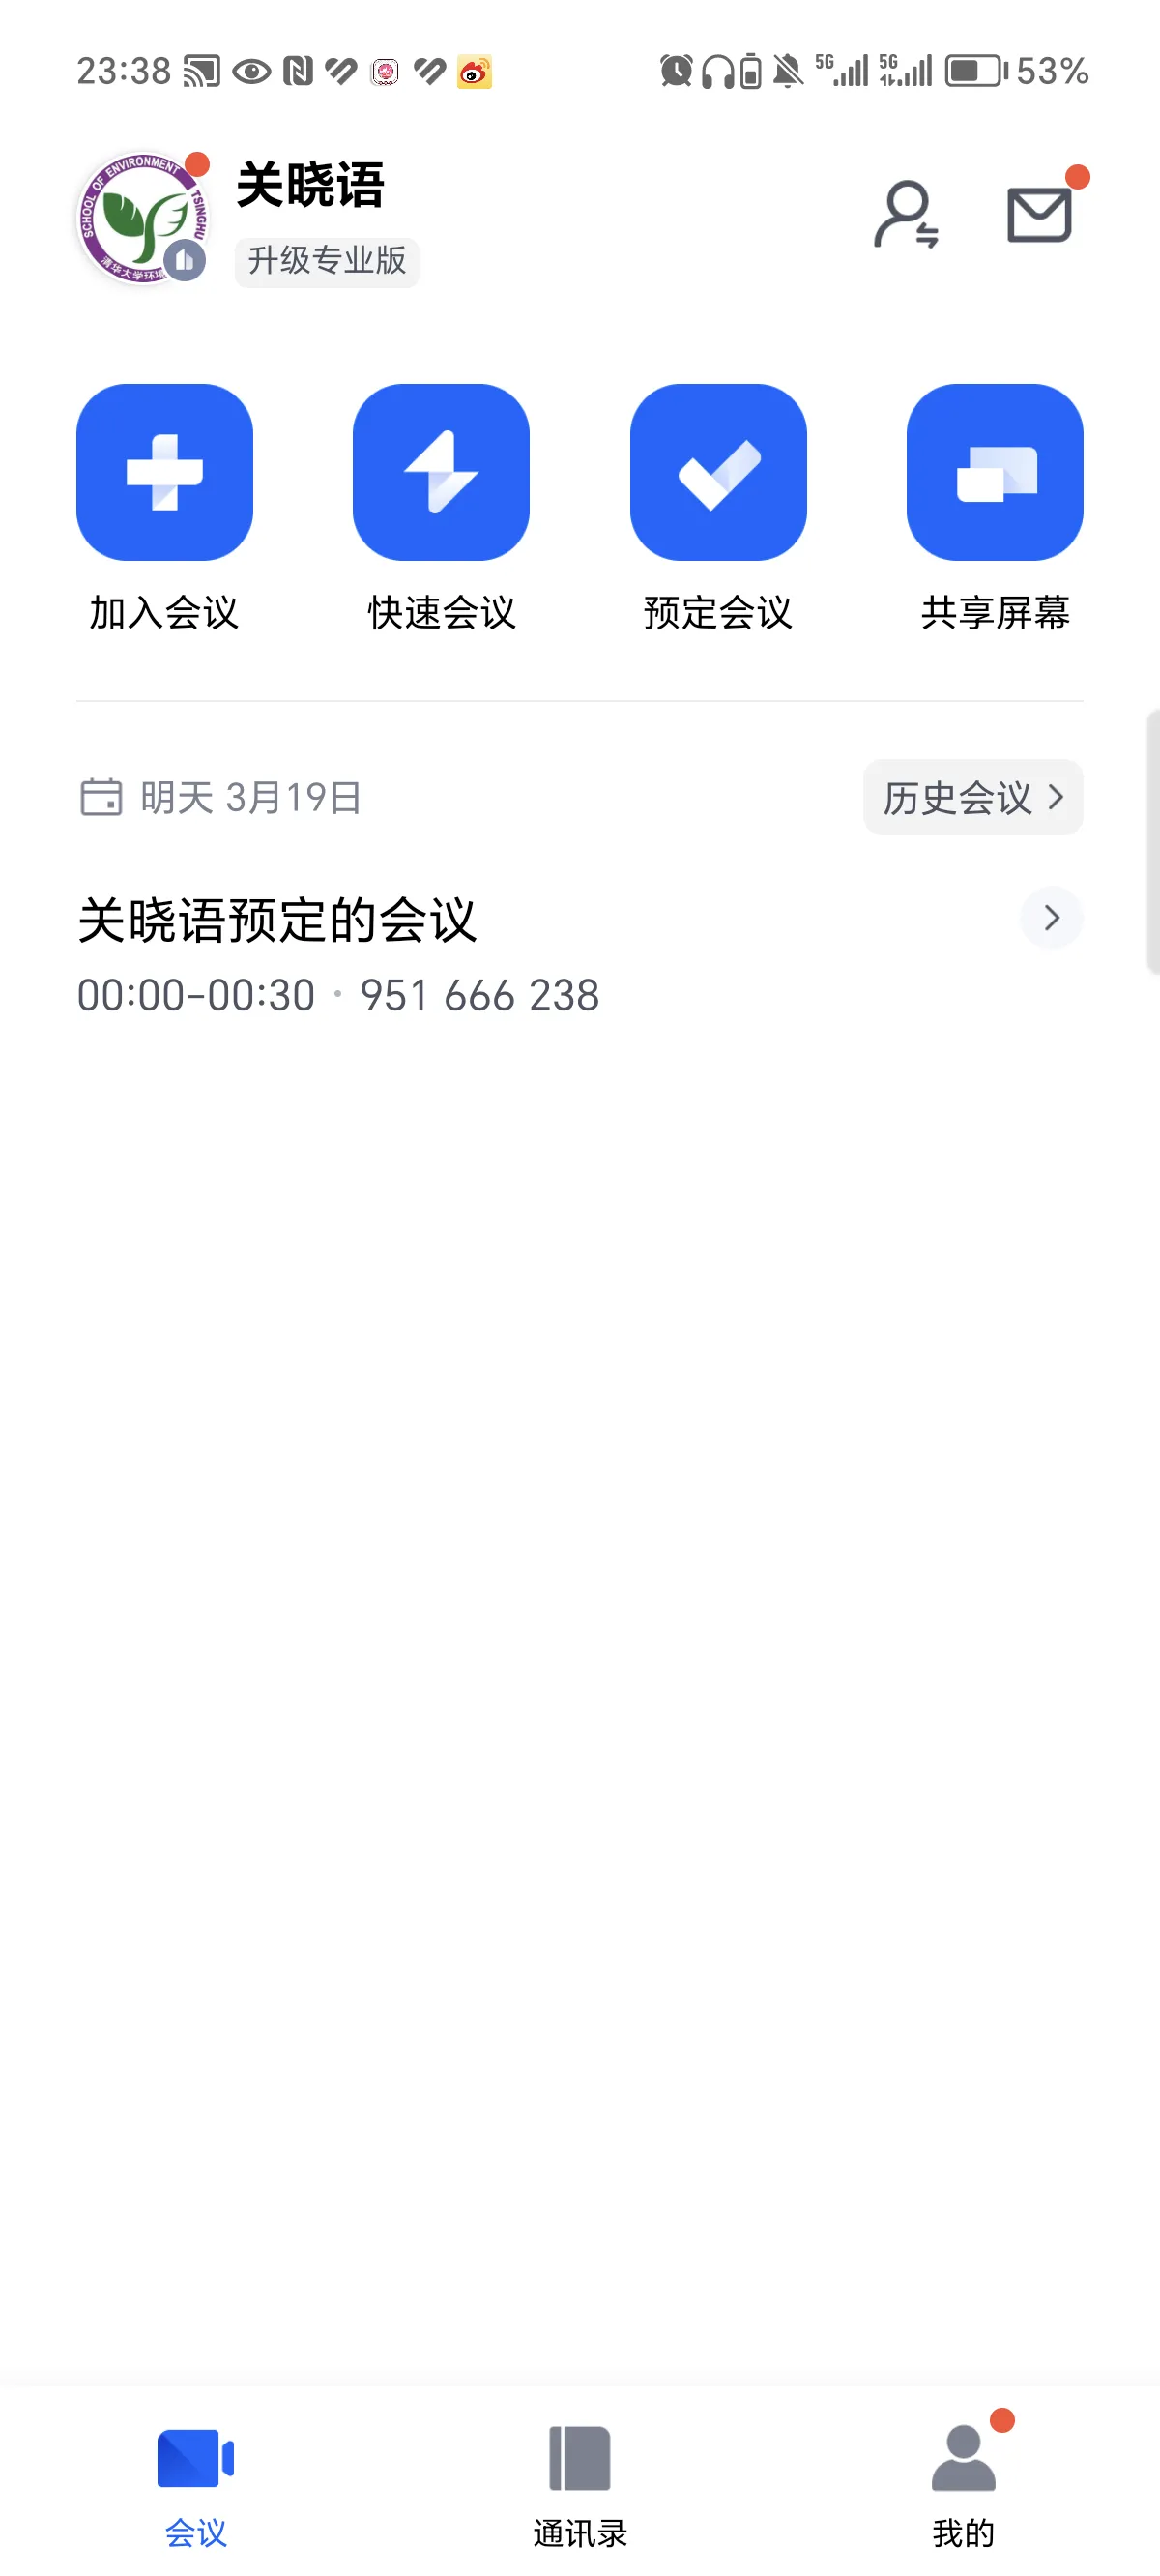 23:38
5G 5G 53%
SCHOOL OF ENVIRONMENT TSINGHU
清华大学环境
关晓语
升级专业版
加入会议 快速会议 预定会议 共享屏幕
明天 3月19日 历史会议
关晓语预定的会议
00:00-00:30 · 951 666 238
会议 通讯录 我的